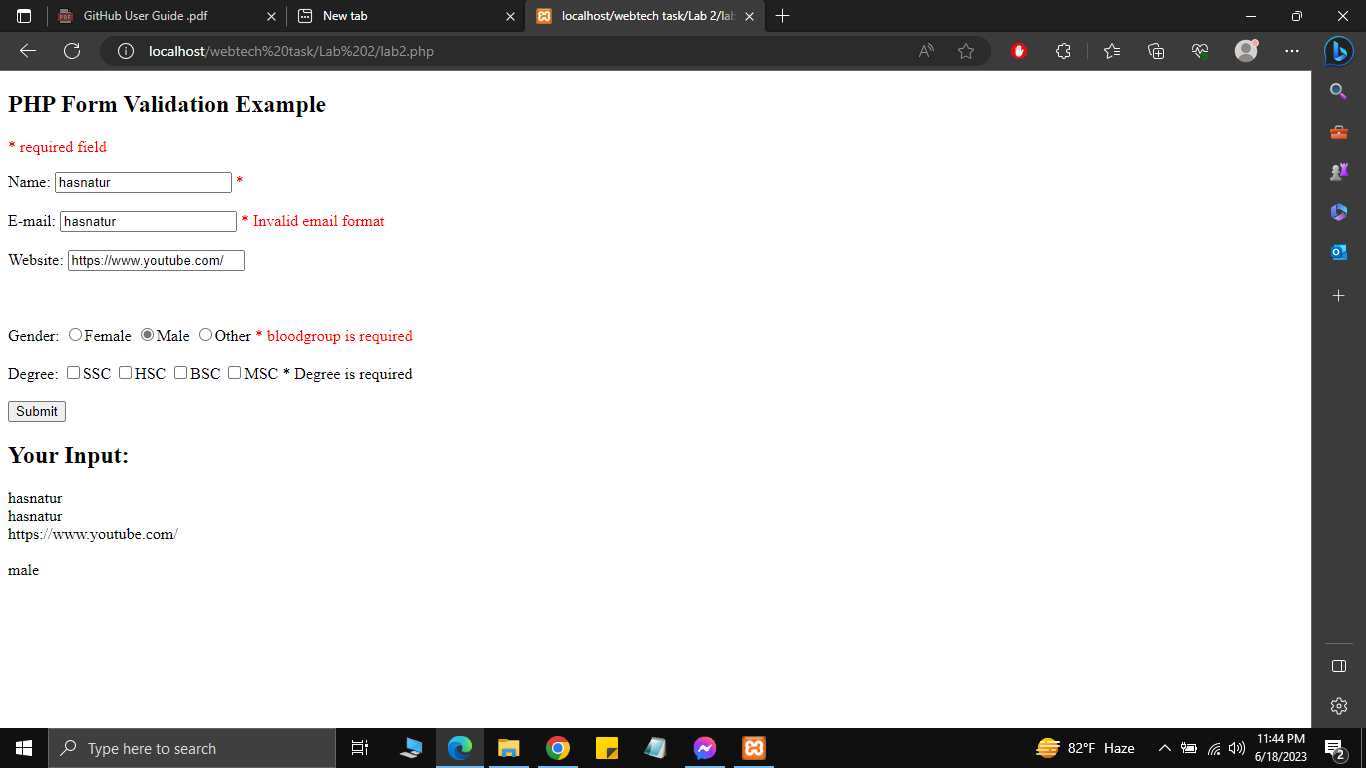 GitHub User Guide .pdf
New tab
localhost/webtech task/Lab 2/lab
localhost/webtech%20task/Lab%202/lab2.php
PHP Form Validation Example
* required field
Name: hasnatur *
E-mail: hasnatur * Invalid email format
Website: https://www.youtube.com/
Gender: Female Male Other * bloodgroup is required
Degree: SSC HSC BSC MSC * Degree is required
Submit
Your Input:
hasnatur
hasnatur
https://www.youtube.com/
male
Type here to search
82°F Haze
11:44 PM
6/18/2023
2